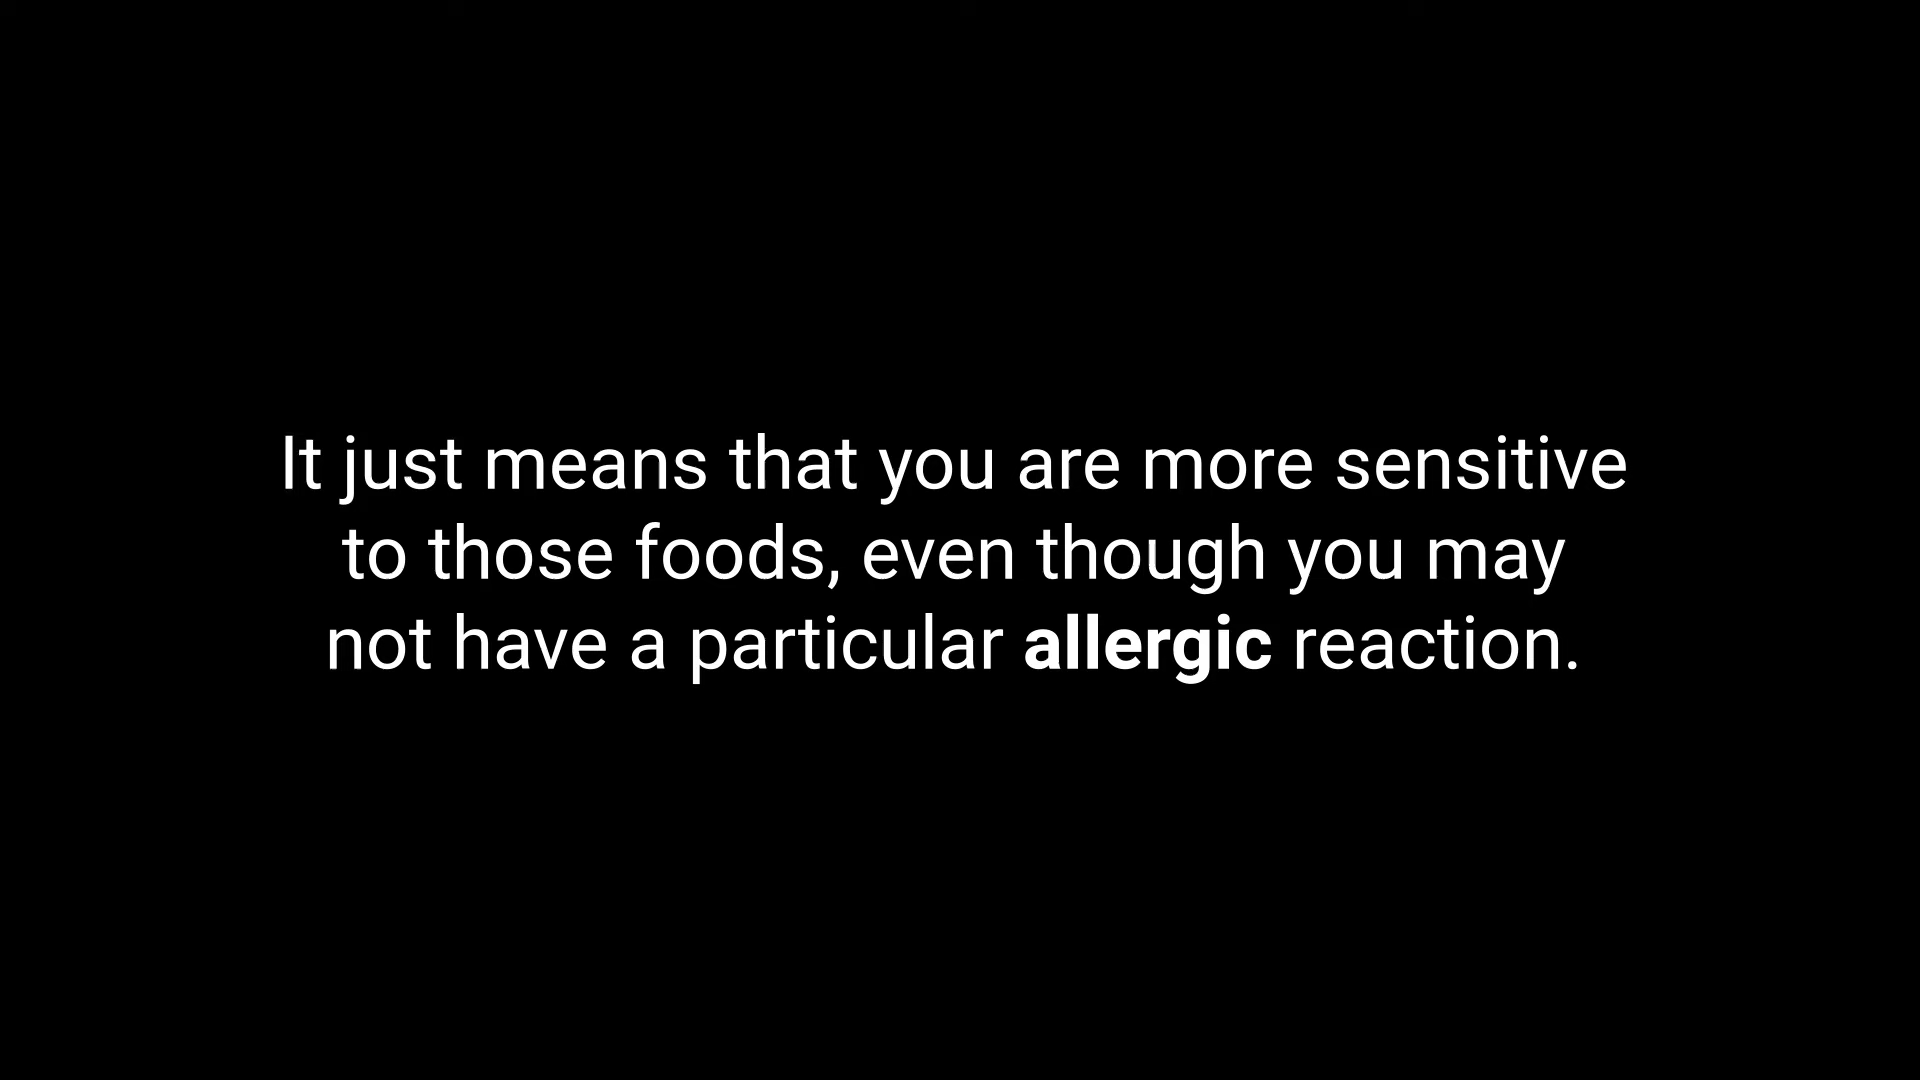 It just means that you are more sensitive
to those foods, even though you may
not have a particular allergic reaction.